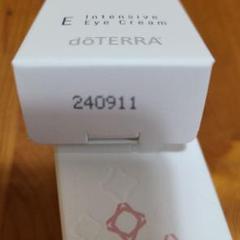 E Intensive
Eye Cream
dōTERRA
240911